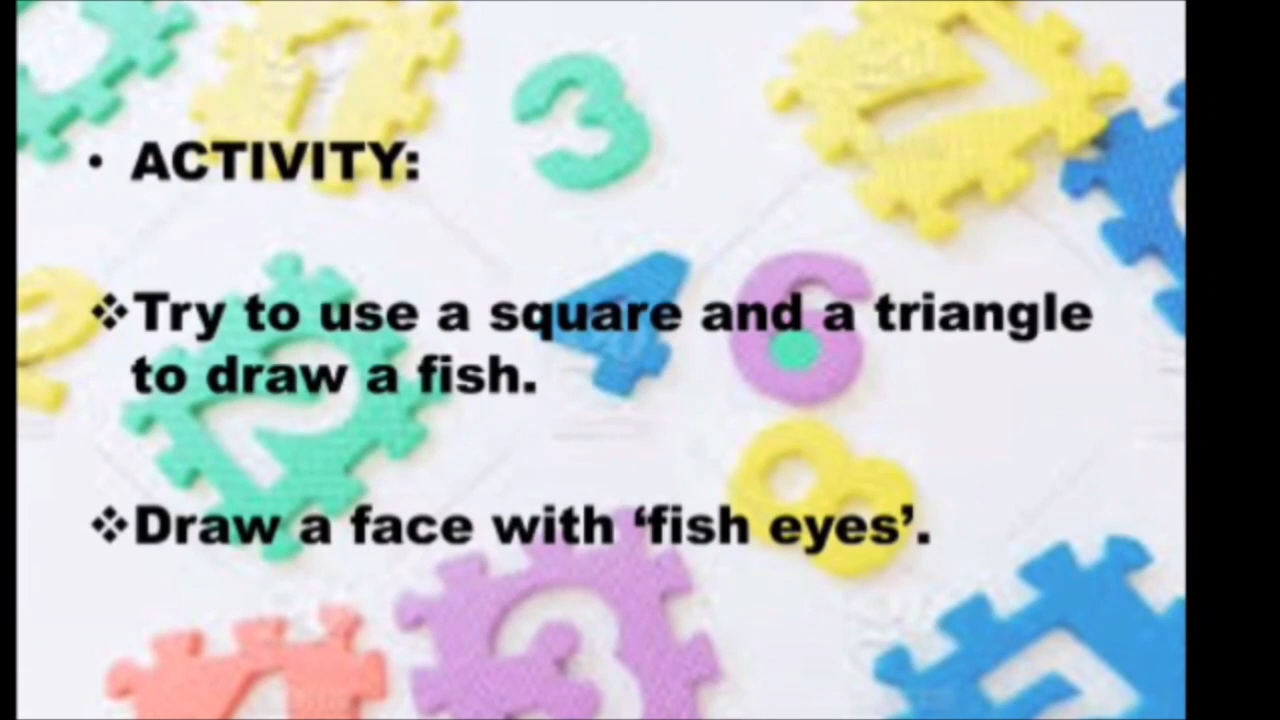 • ACTIVITY:
❖Try to use a square and a triangle
to draw a fish.
❖Draw a face with ‘fish eyes’.